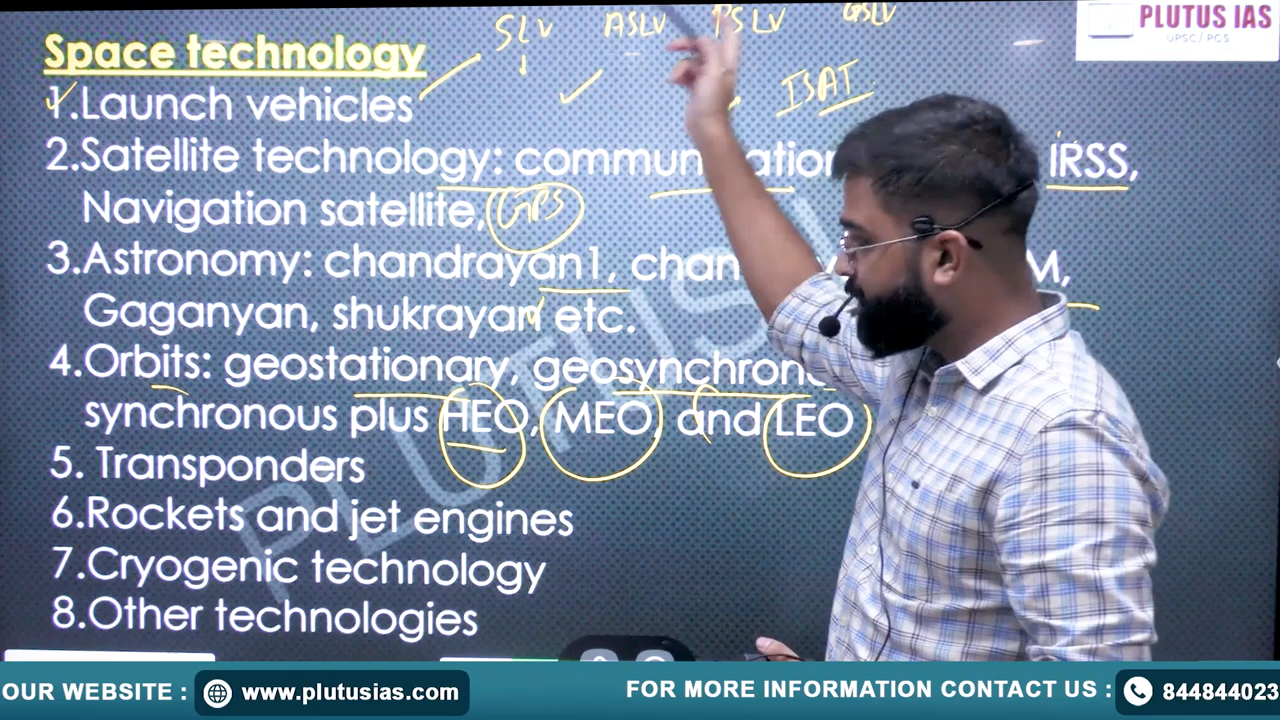 SLV ASLV PSLV GSLV
PLUTUS IAS
UPSC/ PCS
Space technology
ISAT
1.Launch vehicles
2.Satellite technology: IRSS,
Navigation satellite, GPS
3.Astronomy: chandrayan1,
Gaganyan, shukrayan etc.
4.Orbits: geostationary,
synchronous plus HEO, MEO, and LEO
5. Transponders
6.Rockets and jet engines
7.Cryogenic technology
8.Other technologies
PLUTUS
OUR WEBSITE : www.plutusias.com FOR MORE INFORMATION CONTACT US : 844844023